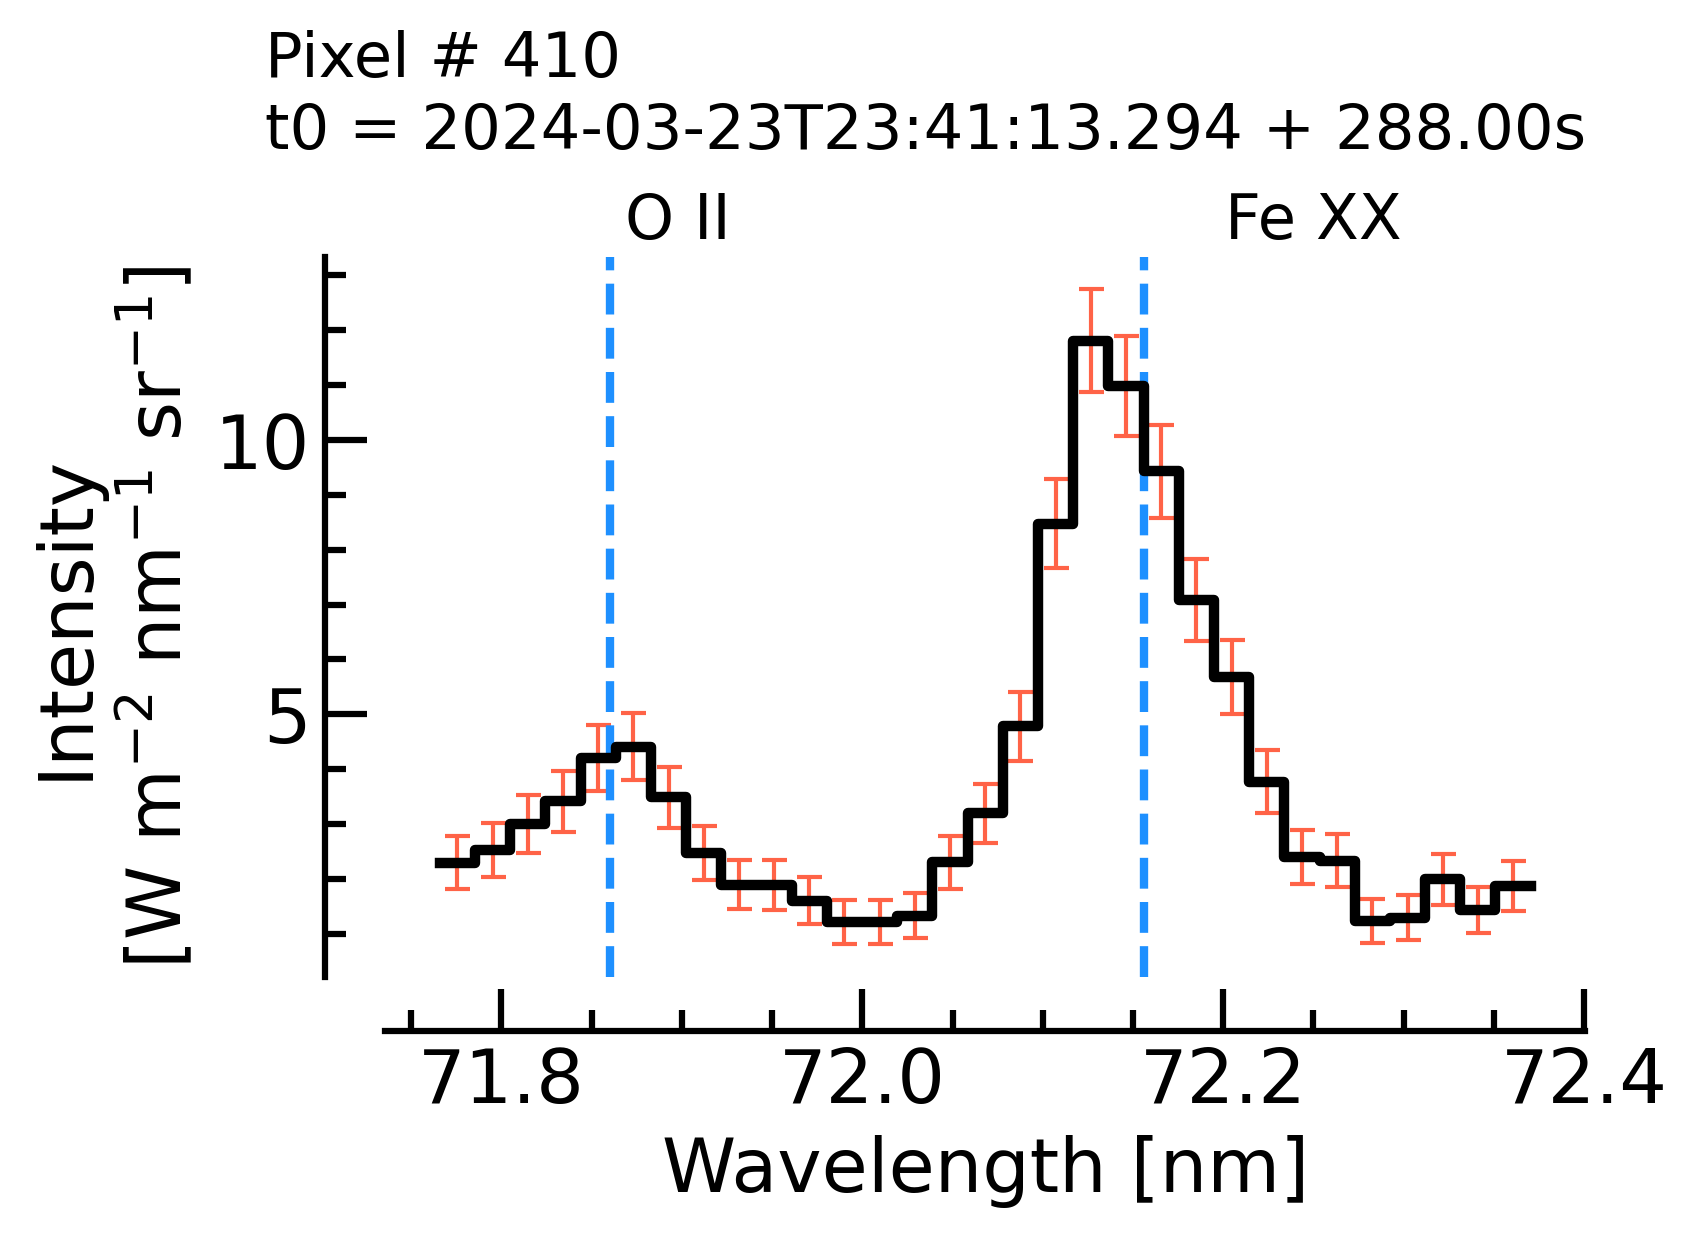 Pixel # 410
t0 = 2024-03-23T23:41:13.294 + 288.00s
O II
Fe XX
Intensity
[W m⁻² nm⁻¹ sr⁻¹]
10
5
71.8
72.0
72.2
72.4
Wavelength [nm]